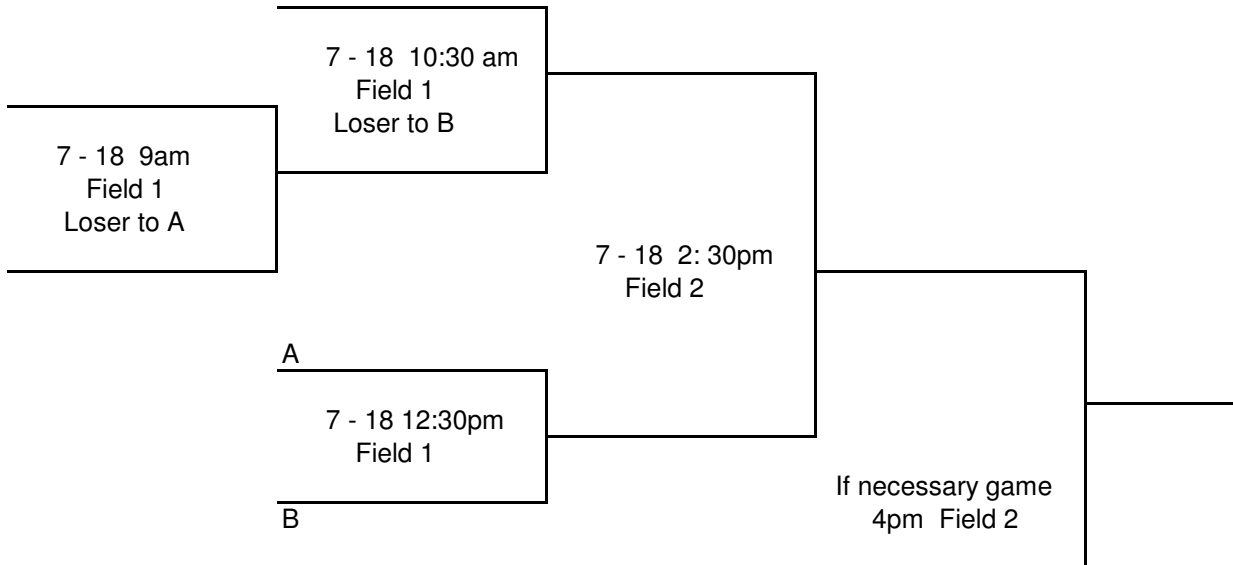 7 - 18  10:30 am
Field 1
Loser to B
7 - 18  9am
Field 1
Loser to A
7 - 18  2: 30pm
Field 2
A
7 - 18 12:30pm
Field 1
B
If necessary game
4pm  Field 2